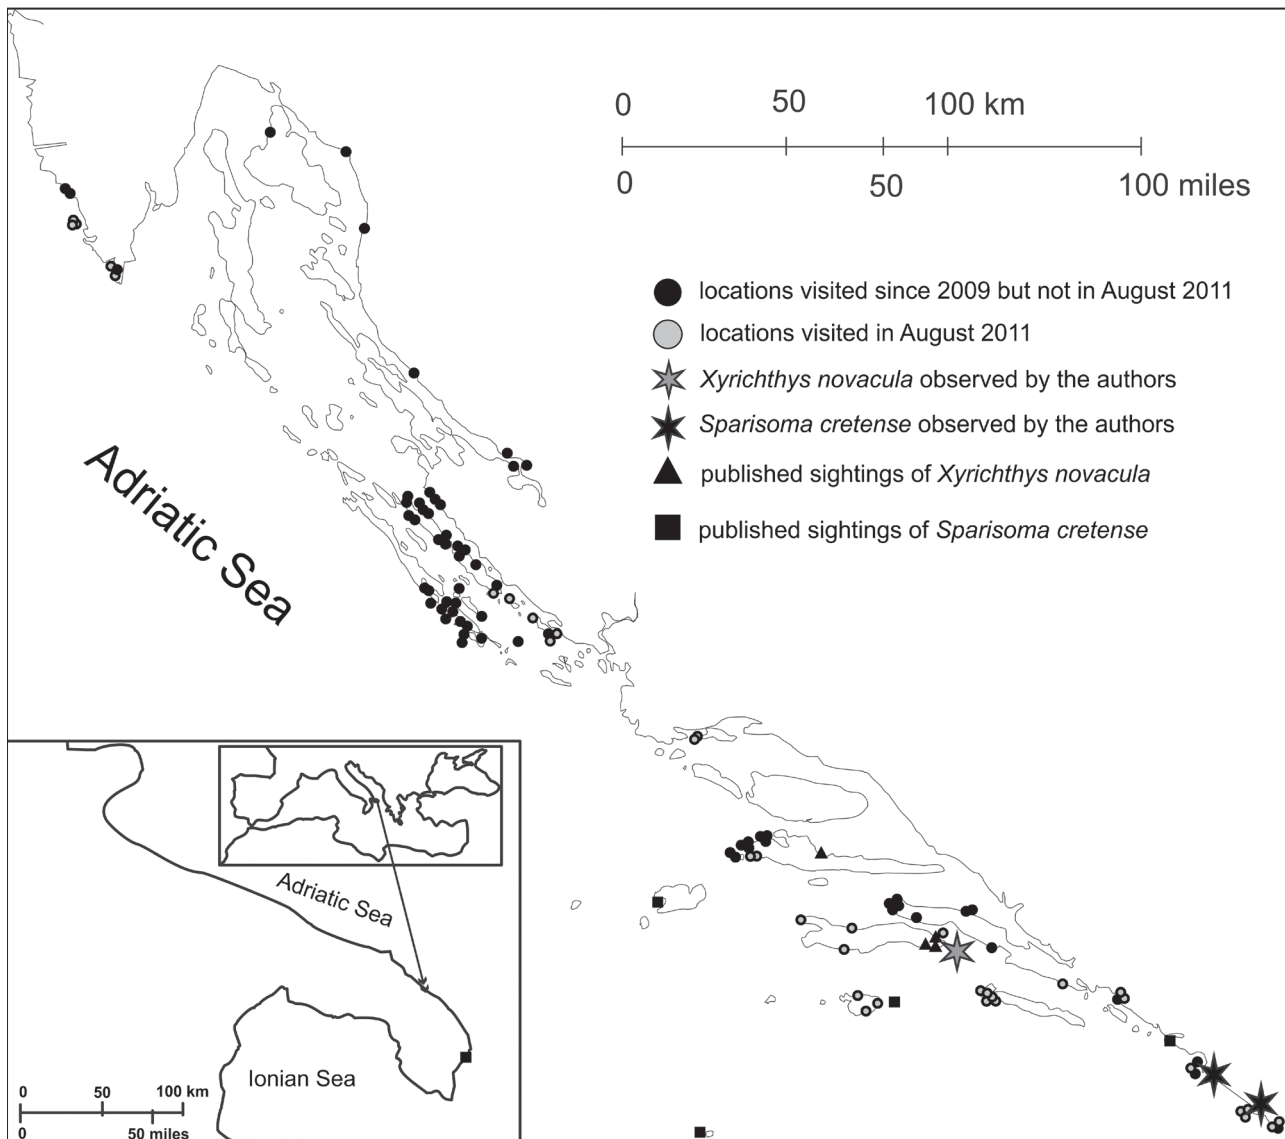 0 50 100 km
0 50 100 miles
locations visited since 2009 but not in August 2011
locations visited in August 2011
Xyrichthys novacula observed by the authors
Sparisoma cretense observed by the authors
published sightings of Xyrichthys novacula
published sightings of Sparisoma cretense
Adriatic Sea
Adriatic Sea
Ionian Sea
0 50 100 km
0 50 miles